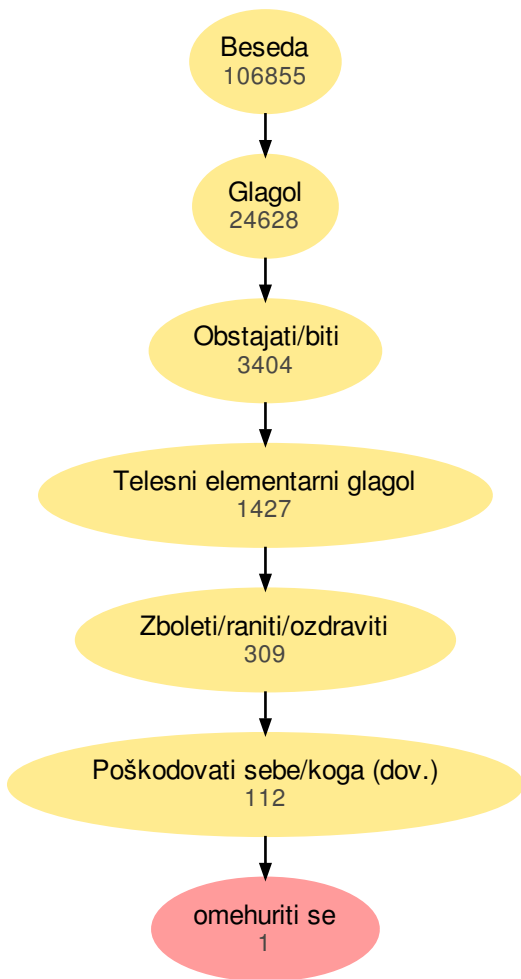 Beseda
106855
Glagol
24628
Obstajati/biti
3404
Telesni elementarni glagol
1427
Zboleti/raniti/ozdraviti
309
Poškodovati sebe/koga (dov.)
112
omehuriti se
1